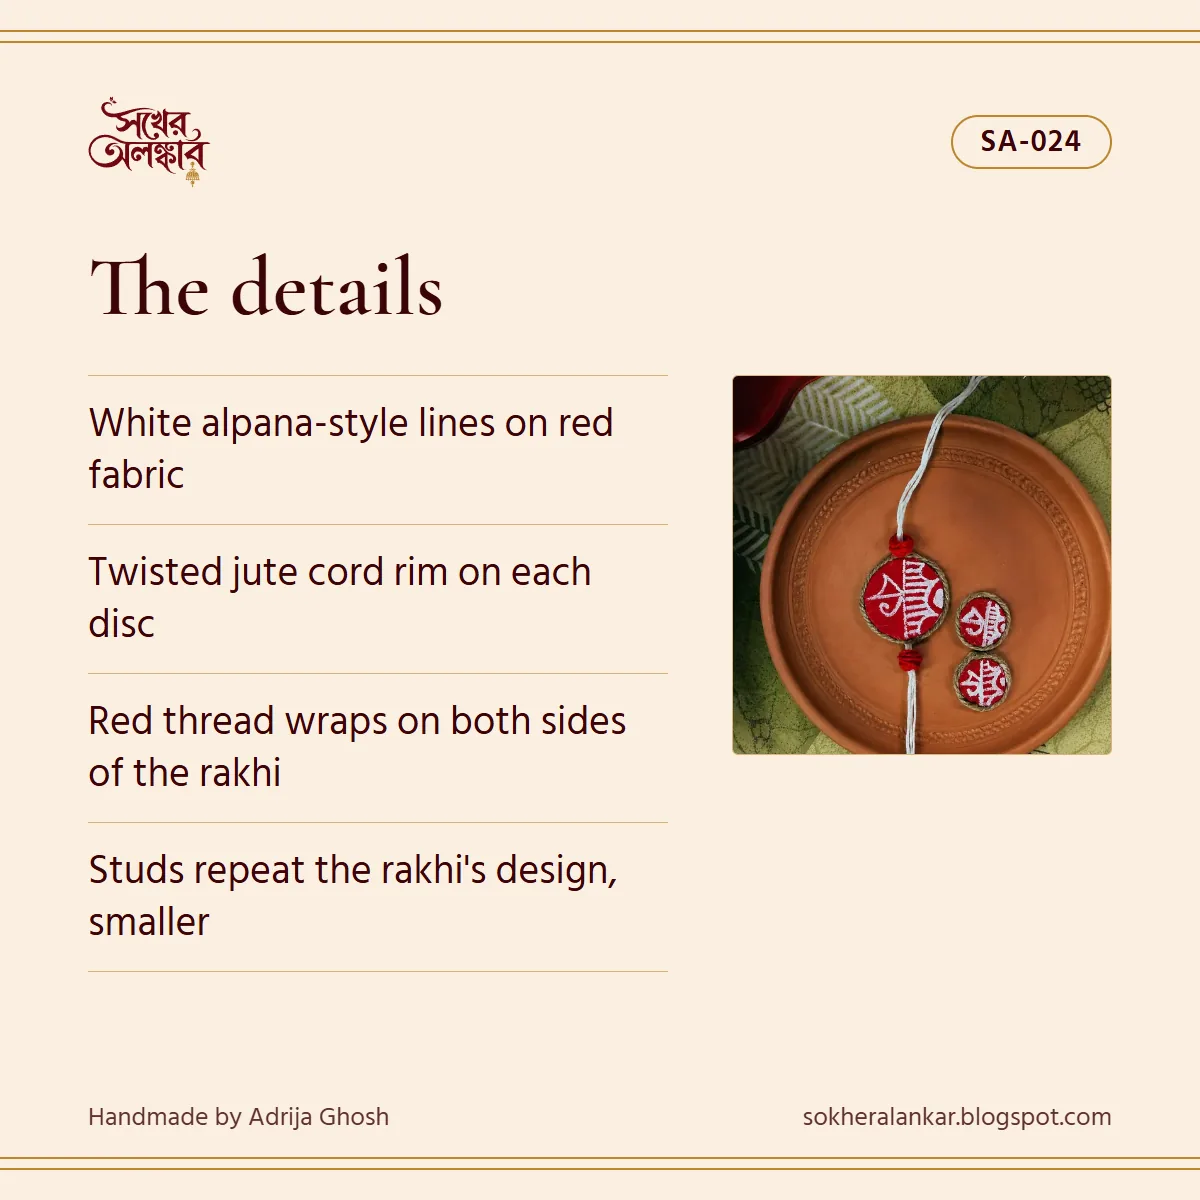 সখের
অলঙ্কার
SA-024
The details
White alpana-style lines on red
fabric
Twisted jute cord rim on each
disc
Red thread wraps on both sides
of the rakhi
Studs repeat the rakhi's design,
smaller
Handmade by Adrija Ghosh
sokheralankar.blogspot.com